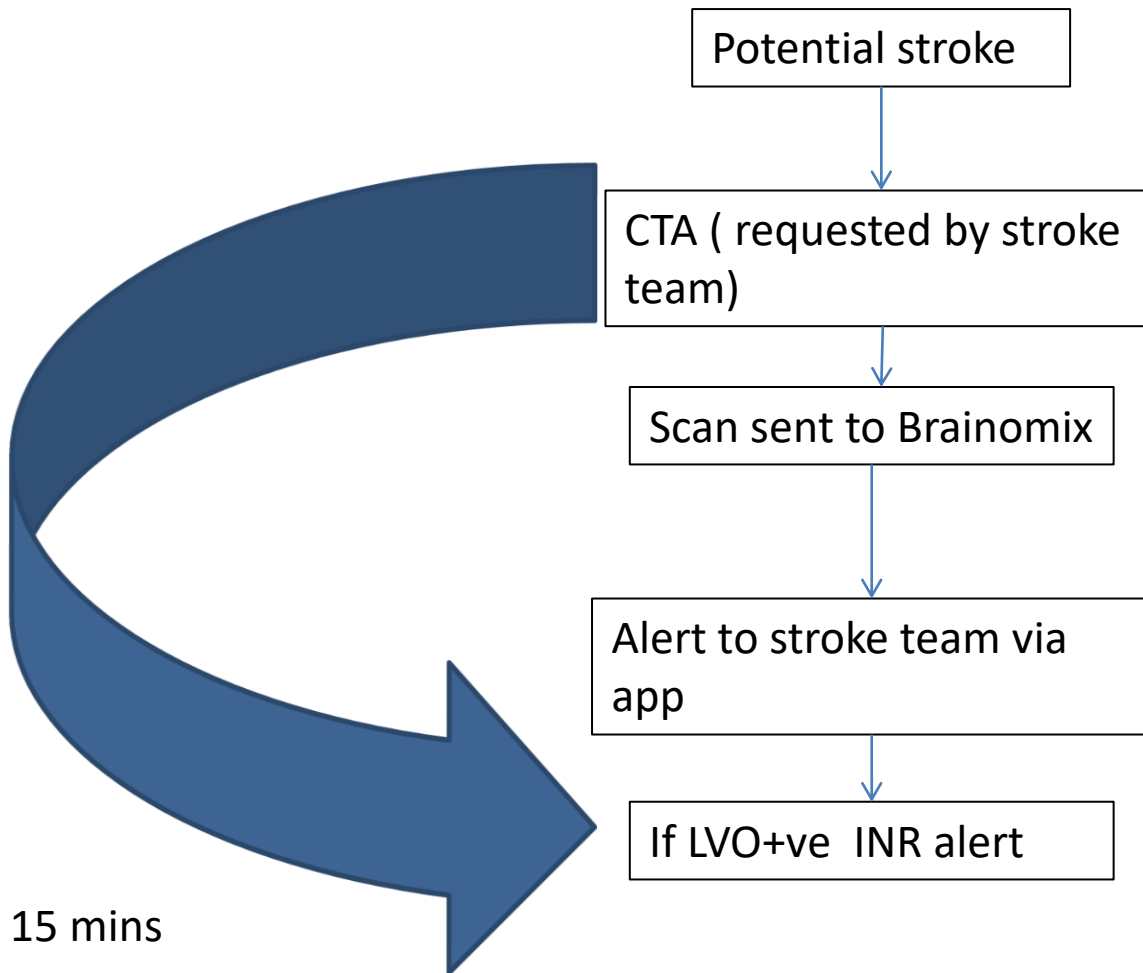 Potential stroke
CTA ( requested by stroke
team)
Scan sent to Brainomix
Alert to stroke team via
app
If LVO+ve  INR alert
15 mins